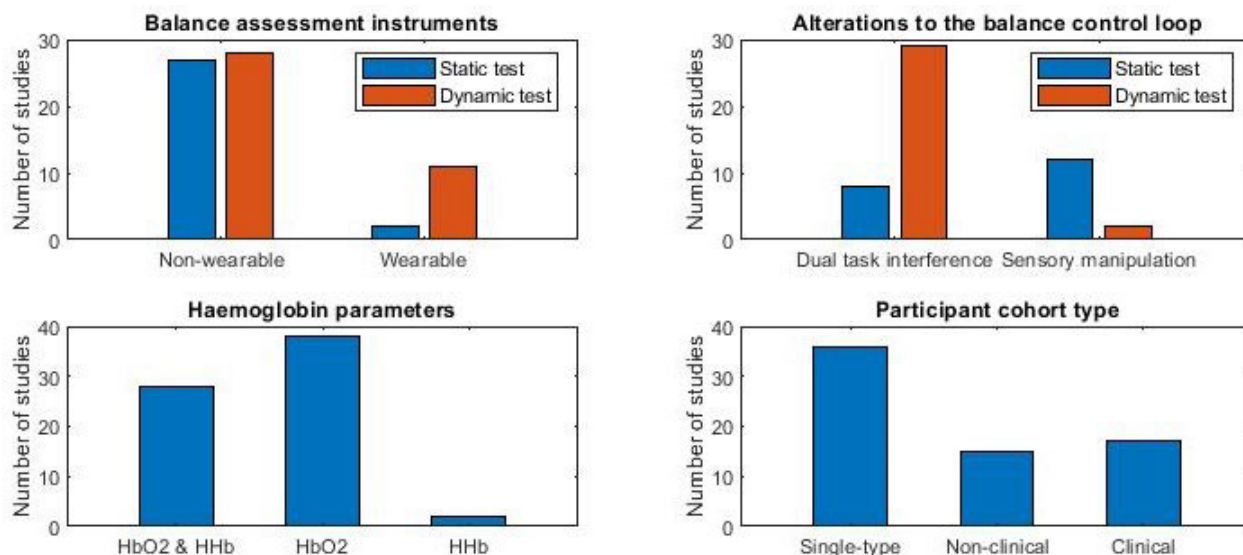 Balance assessment instruments
Number of studies
30
20
10
0
Static test
Dynamic test
Non-wearable
Wearable
Alterations to the balance control loop
Number of studies
30
20
10
0
Static test
Dynamic test
Dual task interference
Sensory manipulation
Haemoglobin parameters
Number of studies
40
30
20
10
0
HbO2 & HHb
HbO2
HHb
Participant cohort type
Number of studies
40
30
20
10
0
Single-type
Non-clinical
Clinical